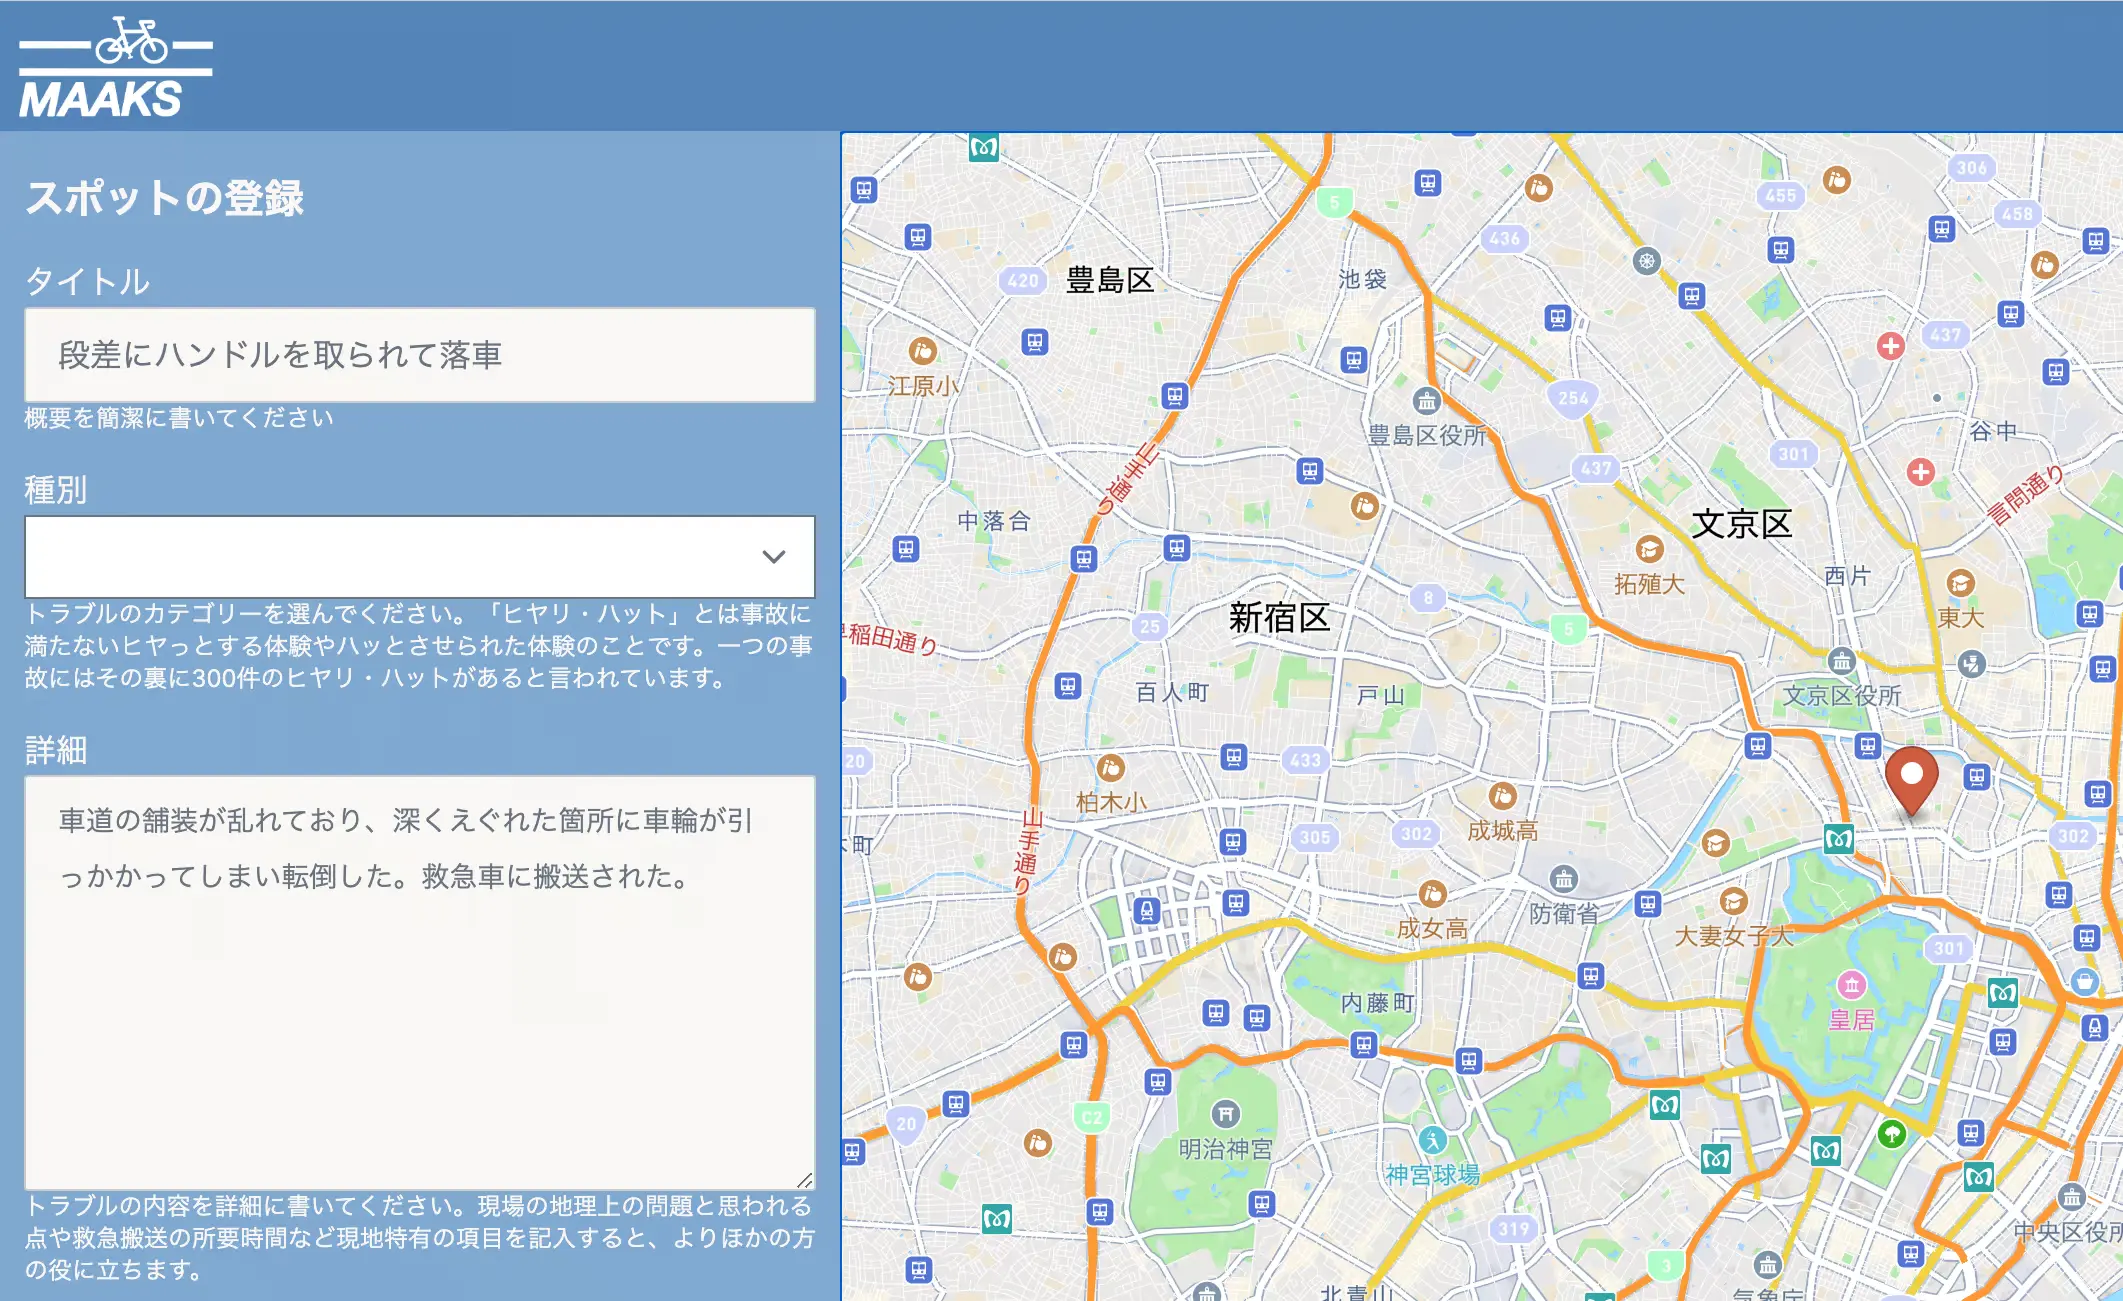 MAAKS
スポットの登録
タイトル
段差にハンドルを取られて落車
概要を簡潔に書いてください
種別
トラブルのカテゴリーを選んでください。「ヒヤリ・ハット」とは事故に
満たないヒヤっとする体験やハッとさせられた体験のことです。一つの事
故にはその裏に300件のヒヤリ・ハットがあると言われています。
詳細
車道の舗装が乱れており、深くえぐれた箇所に車輪が引
っかかってしまい転倒した。救急車に搬送された。
トラブルの内容を詳細に書いてください。現場の地理上の問題と思われる
点や救急搬送の所要時間など現地特有の項目を記入すると、よりほかの方
の役に立ちます。
306
455
5
458
436
池袋
豊島区
420
437
江原小
254
豊島区役所
谷中
山手通り
301
437
言問通り
中落合
文京区
西片
拓殖大
8
東大
新宿区
25
5
早稲田通り
百人町
戸山
文京区役所
20
433
柏木小
山手通り
305
302
成城高
302
町
防衛省
成女高
大妻女子大
301
内藤町
皇居
20
C2
明治神宮
神宮球場
319
中央区役所
3
北青山
気象庁